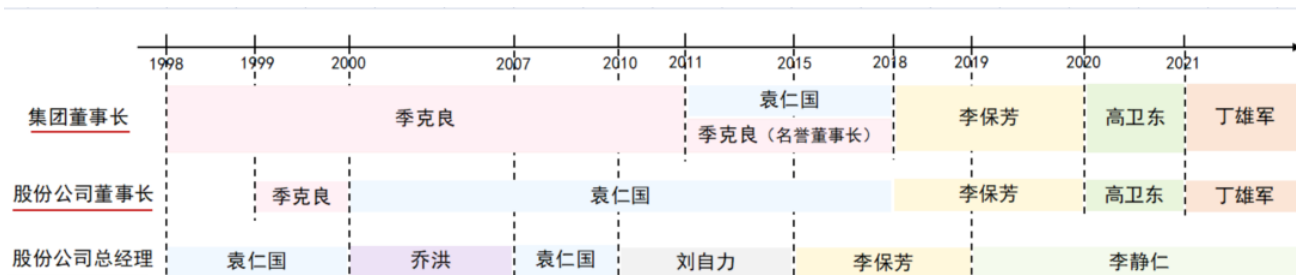 1998 1999 2000 2007 2010 2011 2015 2018 2019 2020 2021
集团董事长 季克良 袁仁国 李保芳 高卫东 丁雄军
季克良（名誉董事长）
股份公司董事长 季克良 袁仁国 李保芳 高卫东 丁雄军
股份公司总经理 袁仁国 乔洪 袁仁国 刘自力 李保芳 李静仁